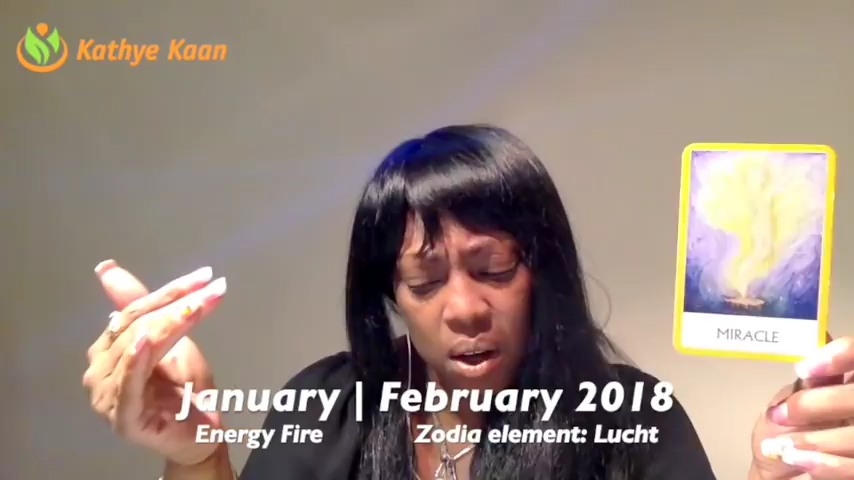 Kathye Kaan
MIRACLE
January | February 2018
Energy Fire
Zodia element: Lucht